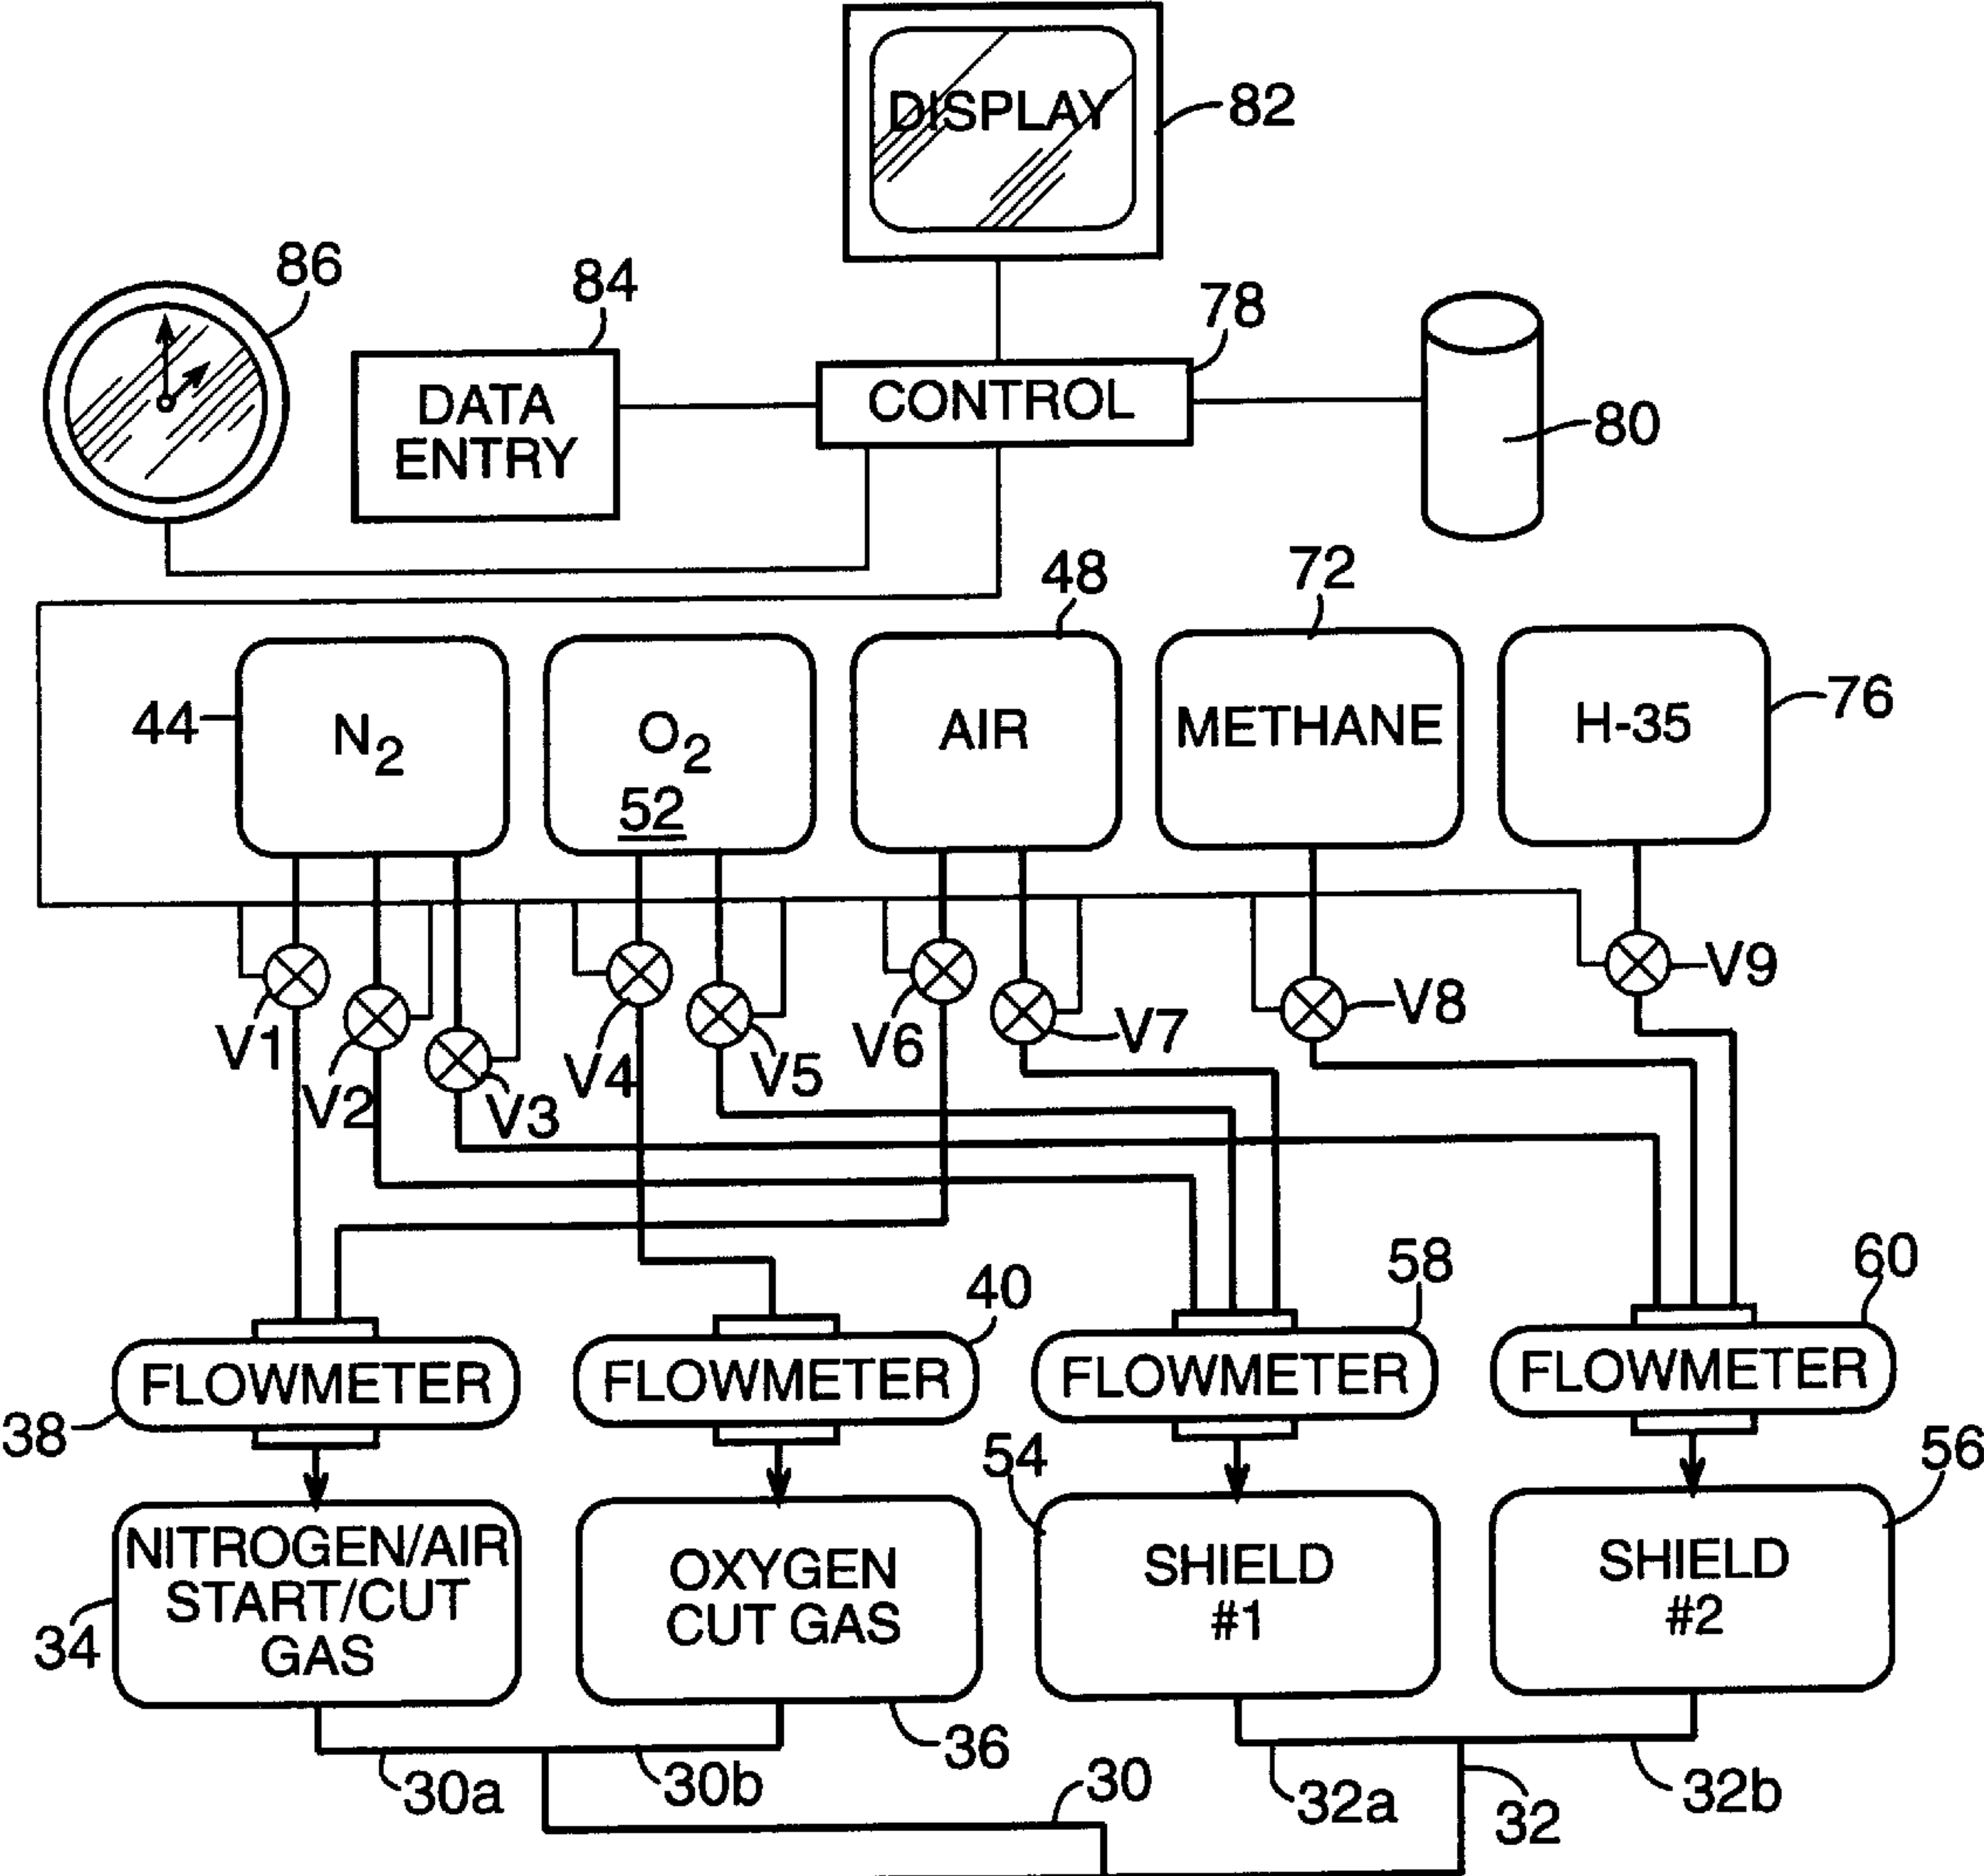 DISPLAY
82
86
84
78
DATA
ENTRY
CONTROL
80
48
72
44
N2
O2
52
AIR
METHANE
H-35
76
V1
V2
V3
V4
V5
V6
V7
V8
V9
40
58
60
FLOWMETER
FLOWMETER
FLOWMETER
FLOWMETER
38
54
56
NITROGEN/AIR
START/CUT
GAS
34
OXYGEN
CUT GAS
36
SHIELD
#1
SHIELD
#2
30a
30b
30
32a
32
32b